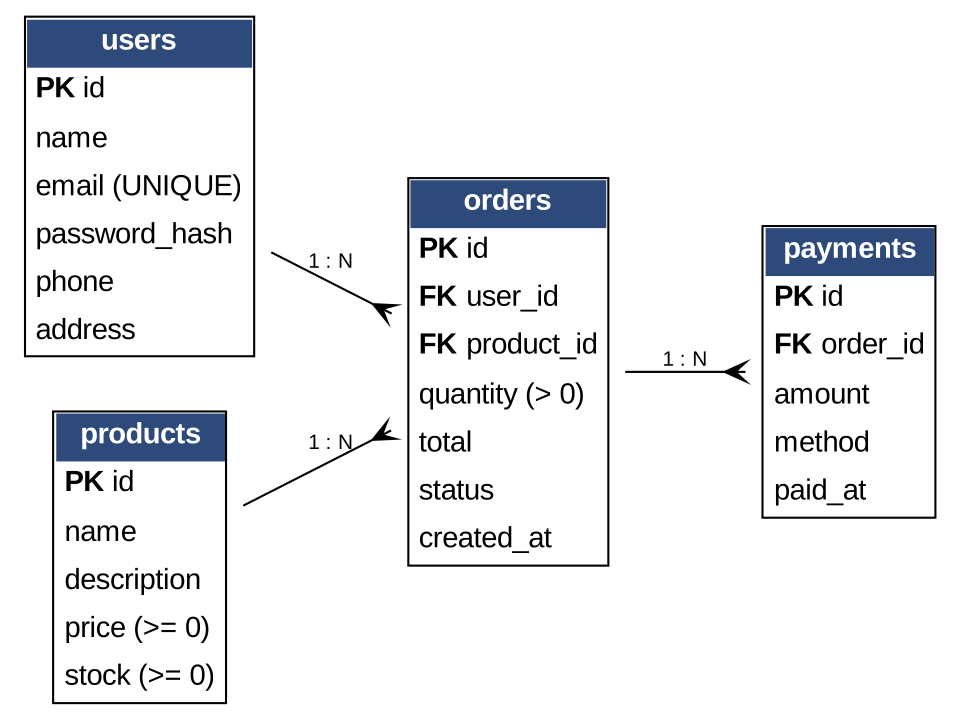 users
PK id
name
email (UNIQUE)
password_hash
phone
address
1 : N
products
PK id
name
description
price (>= 0)
stock (>= 0)
1 : N
orders
PK id
FK user_id
FK product_id
quantity (> 0)
total
status
created_at
1 : N
payments
PK id
FK order_id
amount
method
paid_at